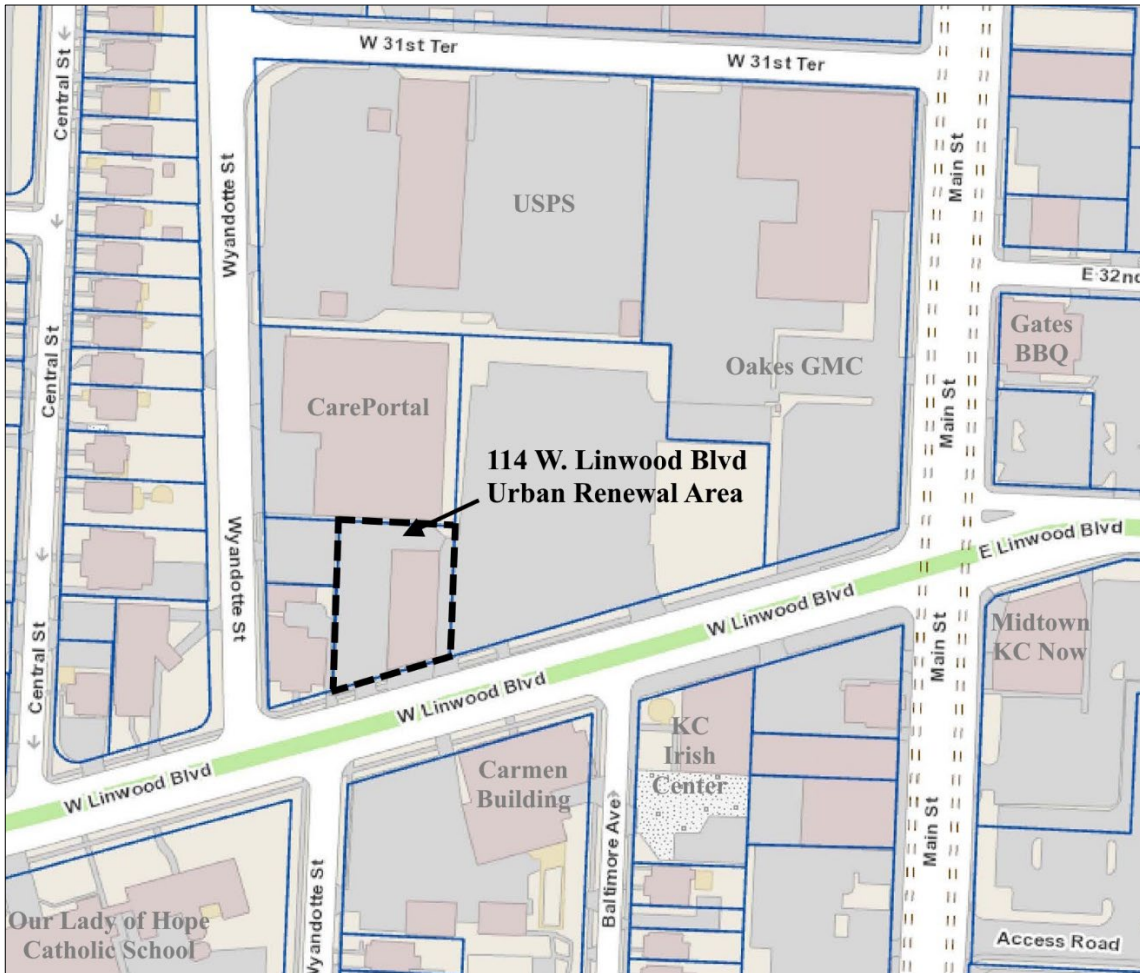 W 31st Ter
W 31st Ter
Central St
Wyandotte St
Main St
USPS
E 32nd
Gates
BBQ
Oakes GMC
Central St
CarePortal
Main St
114 W. Linwood Blvd
Urban Renewal Area
Wyandotte St
E Linwood Blvd
W Linwood Blvd
Central St
Main St
Midtown
KC Now
W Linwood Blvd
KC
Irish
Center
Carmen
Building
W Linwood Blvd
Baltimore Ave
Main St
Wyandotte St
Our Lady of Hope
Catholic School
Access Road